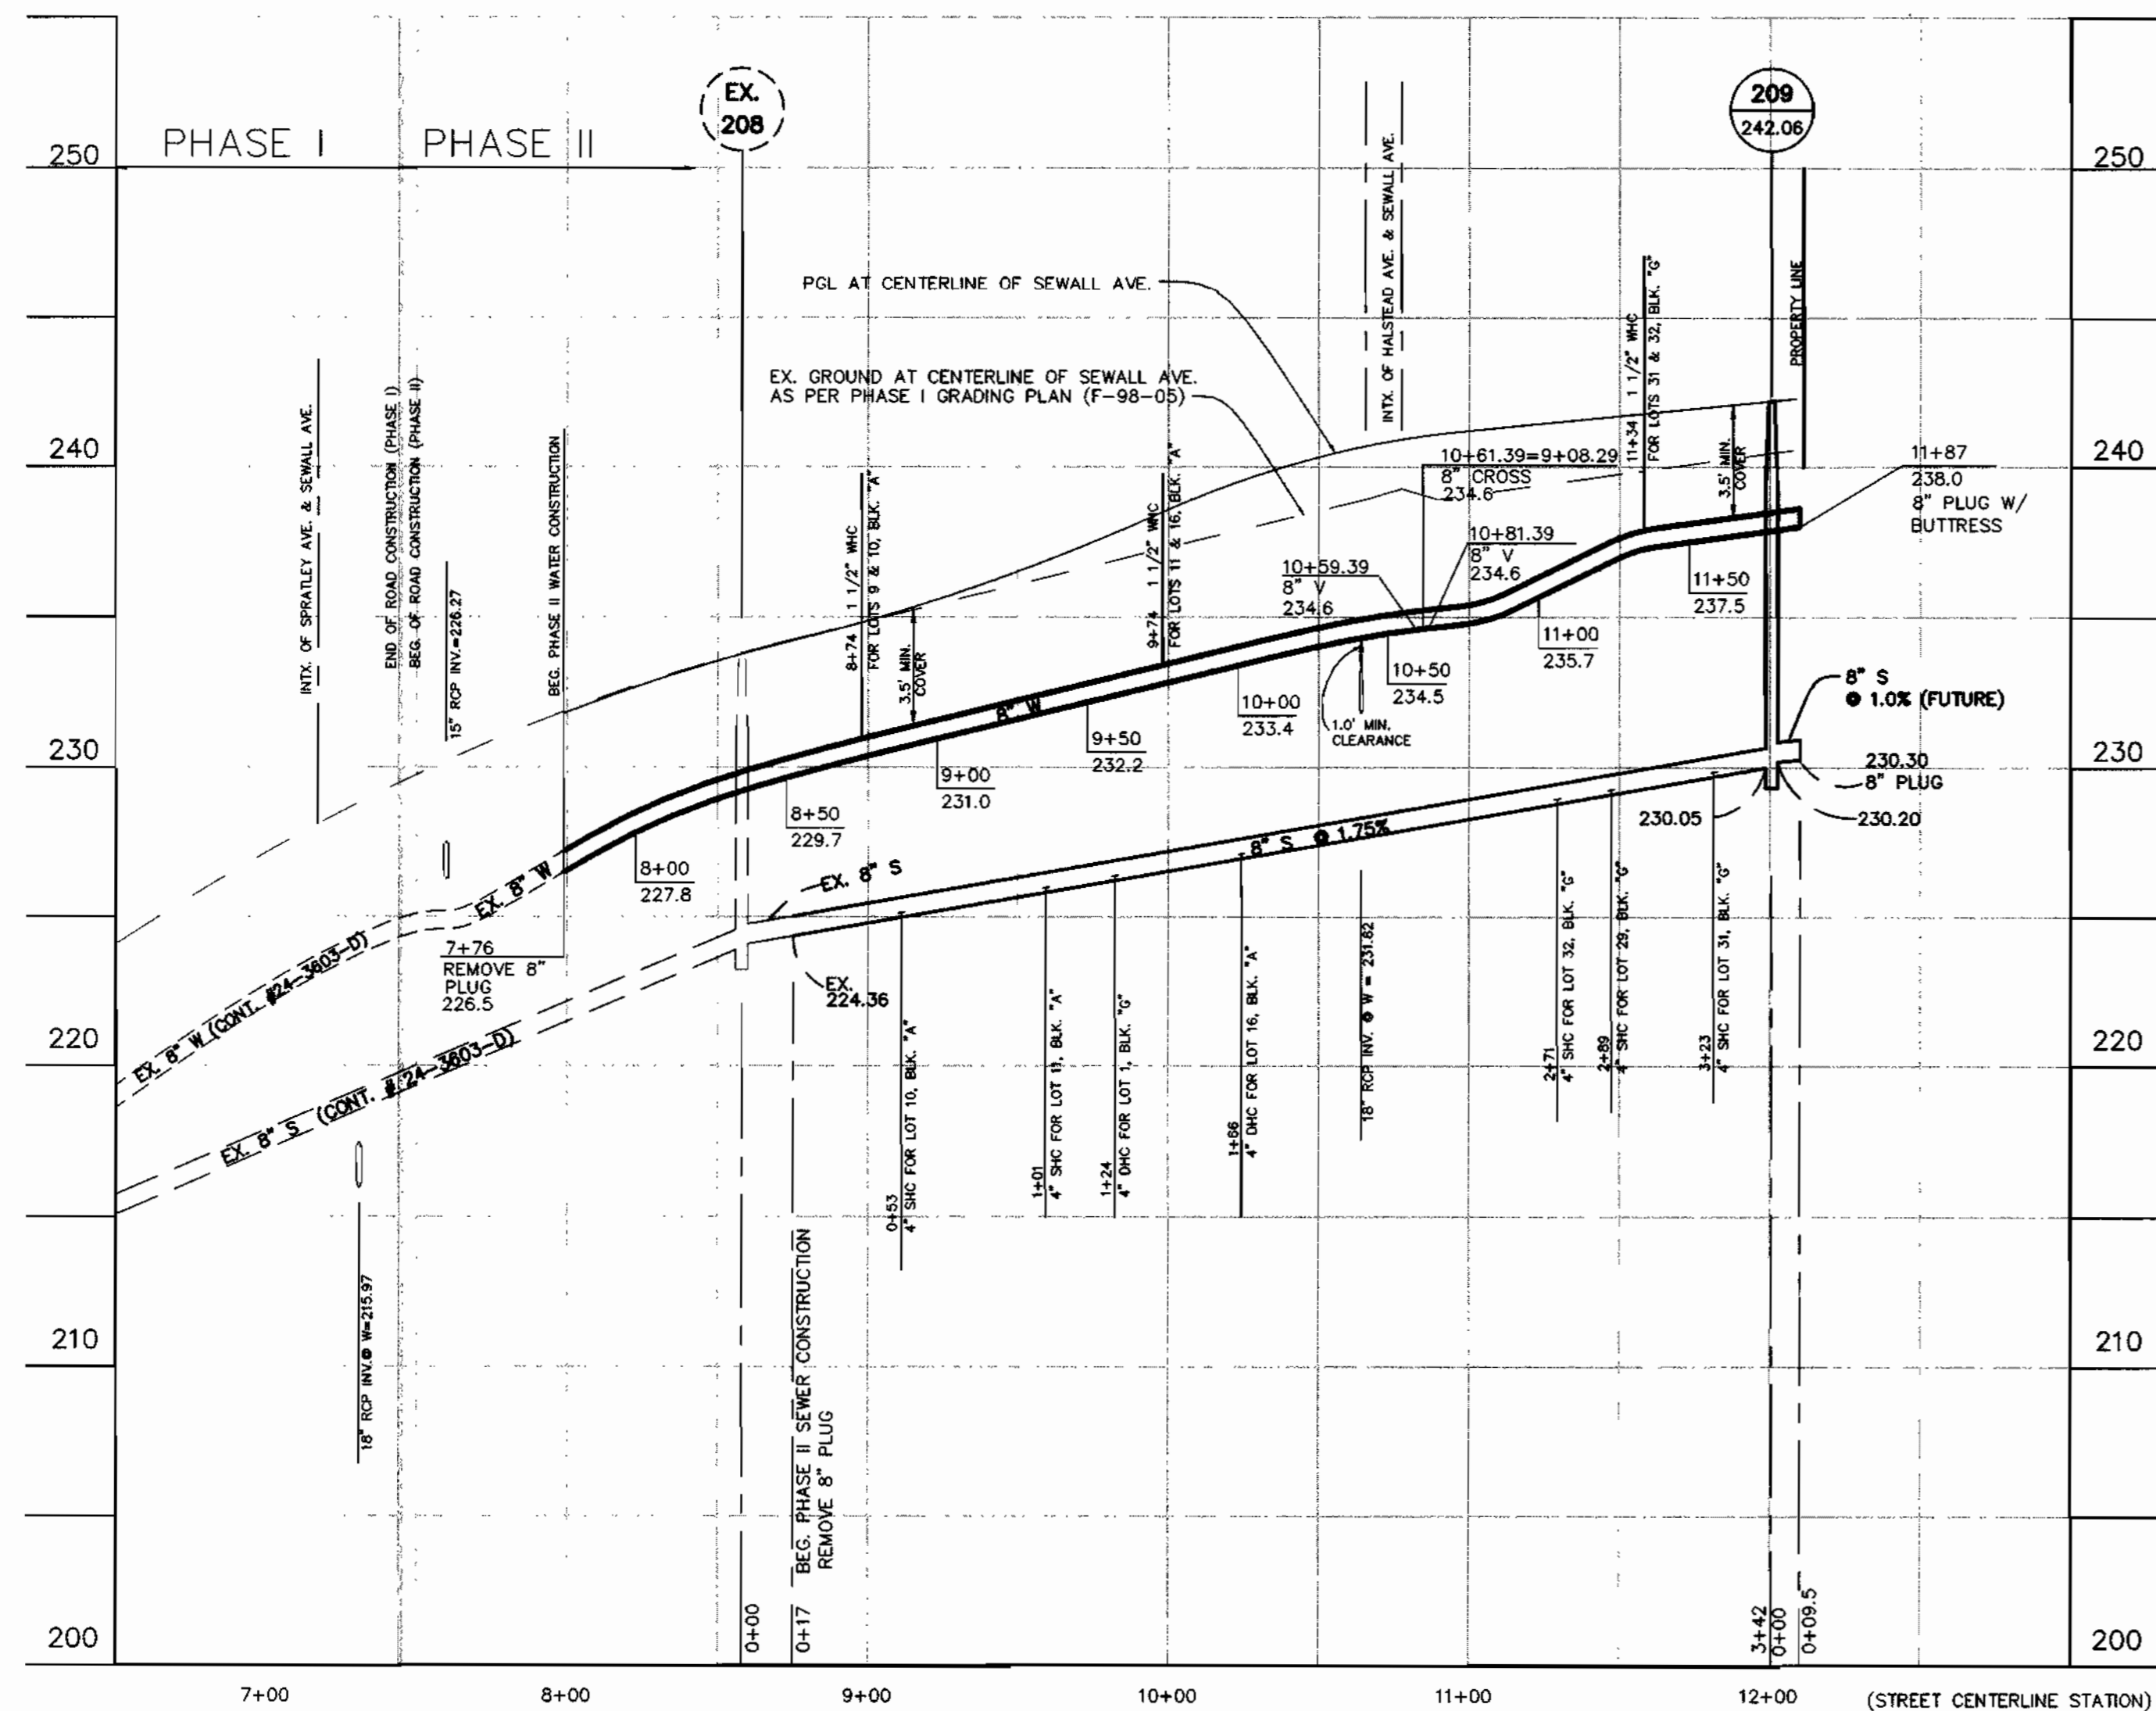 PHASE I
PHASE II
EX.
208
209
242.06
250
250
PGL AT CENTERLINE OF SEWALL AVE.
EX. GROUND AT CENTERLINE OF SEWALL AVE.
AS PER PHASE I GRADING PLAN (F-98-05)
INTX. OF SPRATLEY AVE. & SEWALL AVE.
END OF ROAD CONSTRUCTION (PHASE I)
BEG. OF ROAD CONSTRUCTION (PHASE II)
15" RCP INV.=226.27
BEG. PHASE II WATER CONSTRUCTION
8+74 1 1/2" WHC
FOR LOTS 9 & 10, BLK. "A"
3.5' MIN.
COVER
9+74 1 1/2" WHC
FOR LOTS 11 & 16, BLK. "A"
INTX. OF HALSTEAD AVE. & SEWALL AVE.
11+34 1 1/2" WHC
FOR LOTS 31 & 32, BLK. "G"
3.5' MIN.
COVER
PROPERTY LINE
240
240
10+61.39=9+08.29
8" CROSS
234.6
10+81.39
8" V
234.6
10+59.39
8" V
234.6
11+87
238.0
8" PLUG W/
BUTTRESS
11+50
237.5
11+00
235.7
10+50
234.5
10+00
233.4
1.0' MIN.
CLEARANCE
8" W
9+50
232.2
9+00
231.0
8+50
229.7
8+00
227.8
230
230
8" S
@ 1.0% (FUTURE)
230.30
8" PLUG
230.05
230.20
8" S @ 1.75%
EX. 8" S
EX. 8" W
7+76
REMOVE 8"
PLUG
226.5
EX.
224.36
EX. 8" W (CONT. #24-3603-D)
EX. 8" S (CONT. # 24-3603-D)
220
220
18" RCP INV.@ W=215.97
0+53
4" SHC FOR LOT 10, BLK. "A"
1+01
4" SHC FOR LOT 11, BLK. "A"
1+24
4" DHC FOR LOT 1, BLK. "G"
1+66
4" DHC FOR LOT 16, BLK. "A"
18" RCP INV. @ W = 231.82
2+71
4" SHC FOR LOT 32, BLK. "G"
2+89
4" SHC FOR LOT 29, BLK. "G"
3+23
4" SHC FOR LOT 31, BLK. "G"
210
210
BEG. PHASE II SEWER CONSTRUCTION
REMOVE 8" PLUG
0+00
0+17
3+42
0+00
0+09.5
200
200
7+00
8+00
9+00
10+00
11+00
12+00
(STREET CENTERLINE STATION)